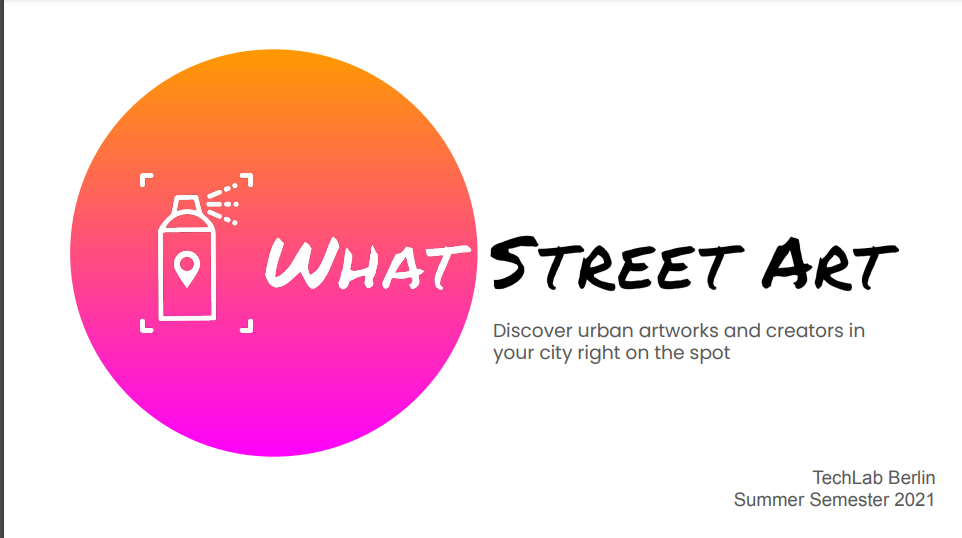 What Street Art
Discover urban artworks and creators in
your city right on the spot
TechLab Berlin
Summer Semester 2021